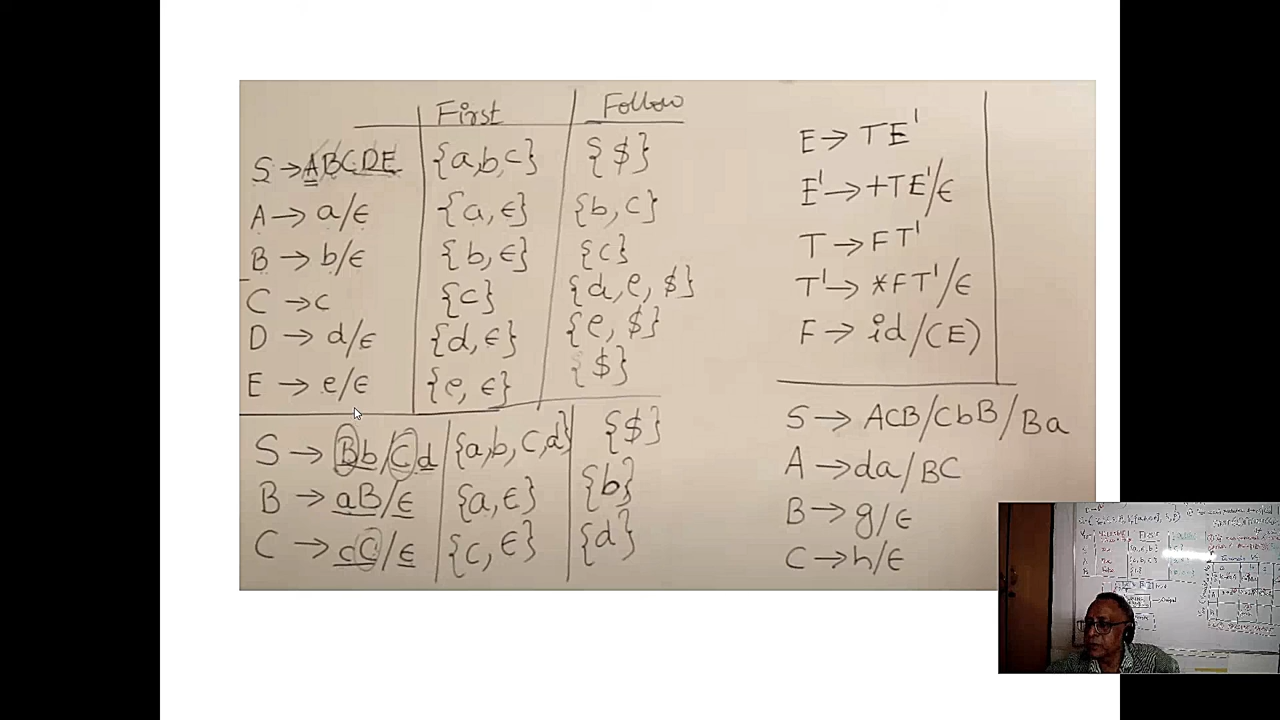 First Follow
S → ABCDE {a,b,c} {$}
A → a/ϵ {a, ϵ} {b, c}
B → b/ϵ {b, ϵ} {c}
C → c {c} {d, e, $}
D → d/ϵ {d, ϵ} {e, $}
E → e/ϵ {e, ϵ} {$}
S → Bb/Cd {a,b,c,d} {$}
B → aB/ϵ {a, ϵ} {b}
C → cC/ϵ {c, ϵ} {d}
E → TE'
E' → +TE'/ϵ
T → FT'
T' → *FT'/ϵ
F → id/(E)
S → ACB/CbB/Ba
A → da/BC
B → g/ϵ
C → h/ϵ